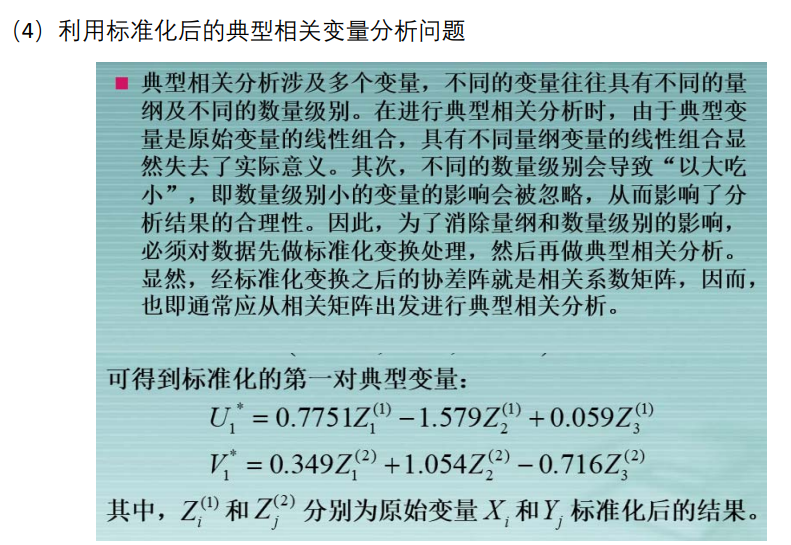 （4）利用标准化后的典型相关变量分析问题
■ 典型相关分析涉及多个变量，不同的变量往往具有不同的量
纲及不同的数量级别。在进行典型相关分析时，由于典型变
量是原始变量的线性组合，具有不同量纲变量的线性组合显
然失去了实际意义。其次，不同的数量级别会导致“以大吃
小”，即数量级别小的变量的影响会被忽略，从而影响了分
析结果的合理性。因此，为了消除量纲和数量级别的影响，
必须对数据先做标准化变换处理，然后再做典型相关分析。
显然，经标准化变换之后的协差阵就是相关系数矩阵，因而，
也即通常应从相关矩阵出发进行典型相关分析。
可得到标准化的第一对典型变量：
U₁* = 0.7751Z₁⁽¹⁾ − 1.579Z₂⁽¹⁾ + 0.059Z₃⁽¹⁾
V₁* = 0.349Z₁⁽²⁾ + 1.054Z₂⁽²⁾ − 0.716Z₃⁽²⁾
其中，Zᵢ⁽¹⁾ 和 Zⱼ⁽²⁾ 分别为原始变量 Xᵢ 和 Yⱼ 标准化后的结果。